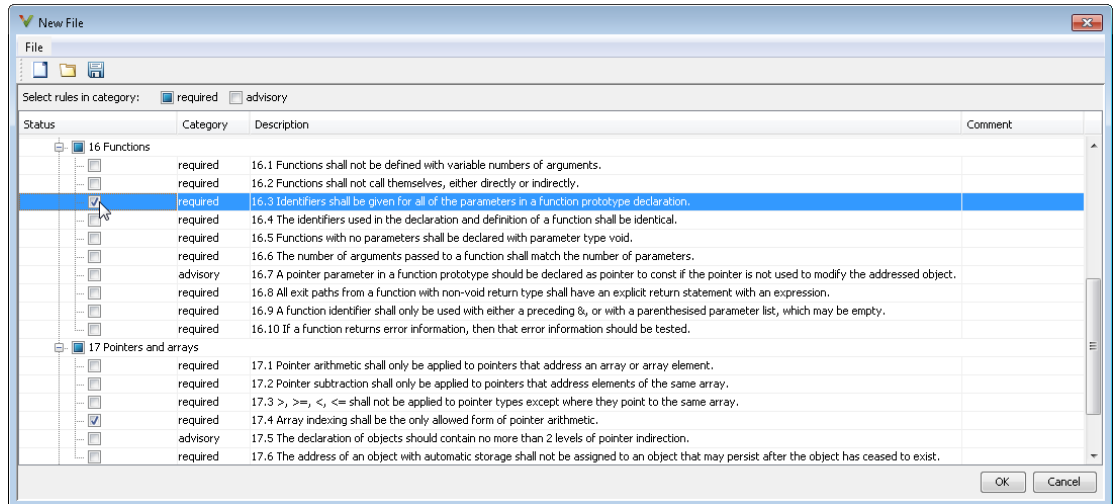 New File
File
Select rules in category: required advisory
Status Category Description Comment
16 Functions
required 16.1 Functions shall not be defined with variable numbers of arguments.
required 16.2 Functions shall not call themselves, either directly or indirectly.
required 16.3 Identifiers shall be given for all of the parameters in a function prototype declaration.
required 16.4 The identifiers used in the declaration and definition of a function shall be identical.
required 16.5 Functions with no parameters shall be declared with parameter type void.
required 16.6 The number of arguments passed to a function shall match the number of parameters.
advisory 16.7 A pointer parameter in a function prototype should be declared as pointer to const if the pointer is not used to modify the addressed object.
required 16.8 All exit paths from a function with non-void return type shall have an explicit return statement with an expression.
required 16.9 A function identifier shall only be used with either a preceding &, or with a parenthesised parameter list, which may be empty.
required 16.10 If a function returns error information, then that error information should be tested.
17 Pointers and arrays
required 17.1 Pointer arithmetic shall only be applied to pointers that address an array or array element.
required 17.2 Pointer subtraction shall only be applied to pointers that address elements of the same array.
required 17.3 >, >=, <, <= shall not be applied to pointer types except where they point to the same array.
required 17.4 Array indexing shall be the only allowed form of pointer arithmetic.
advisory 17.5 The declaration of objects should contain no more than 2 levels of pointer indirection.
required 17.6 The address of an object with automatic storage shall not be assigned to an object that may persist after the object has ceased to exist.
OK Cancel